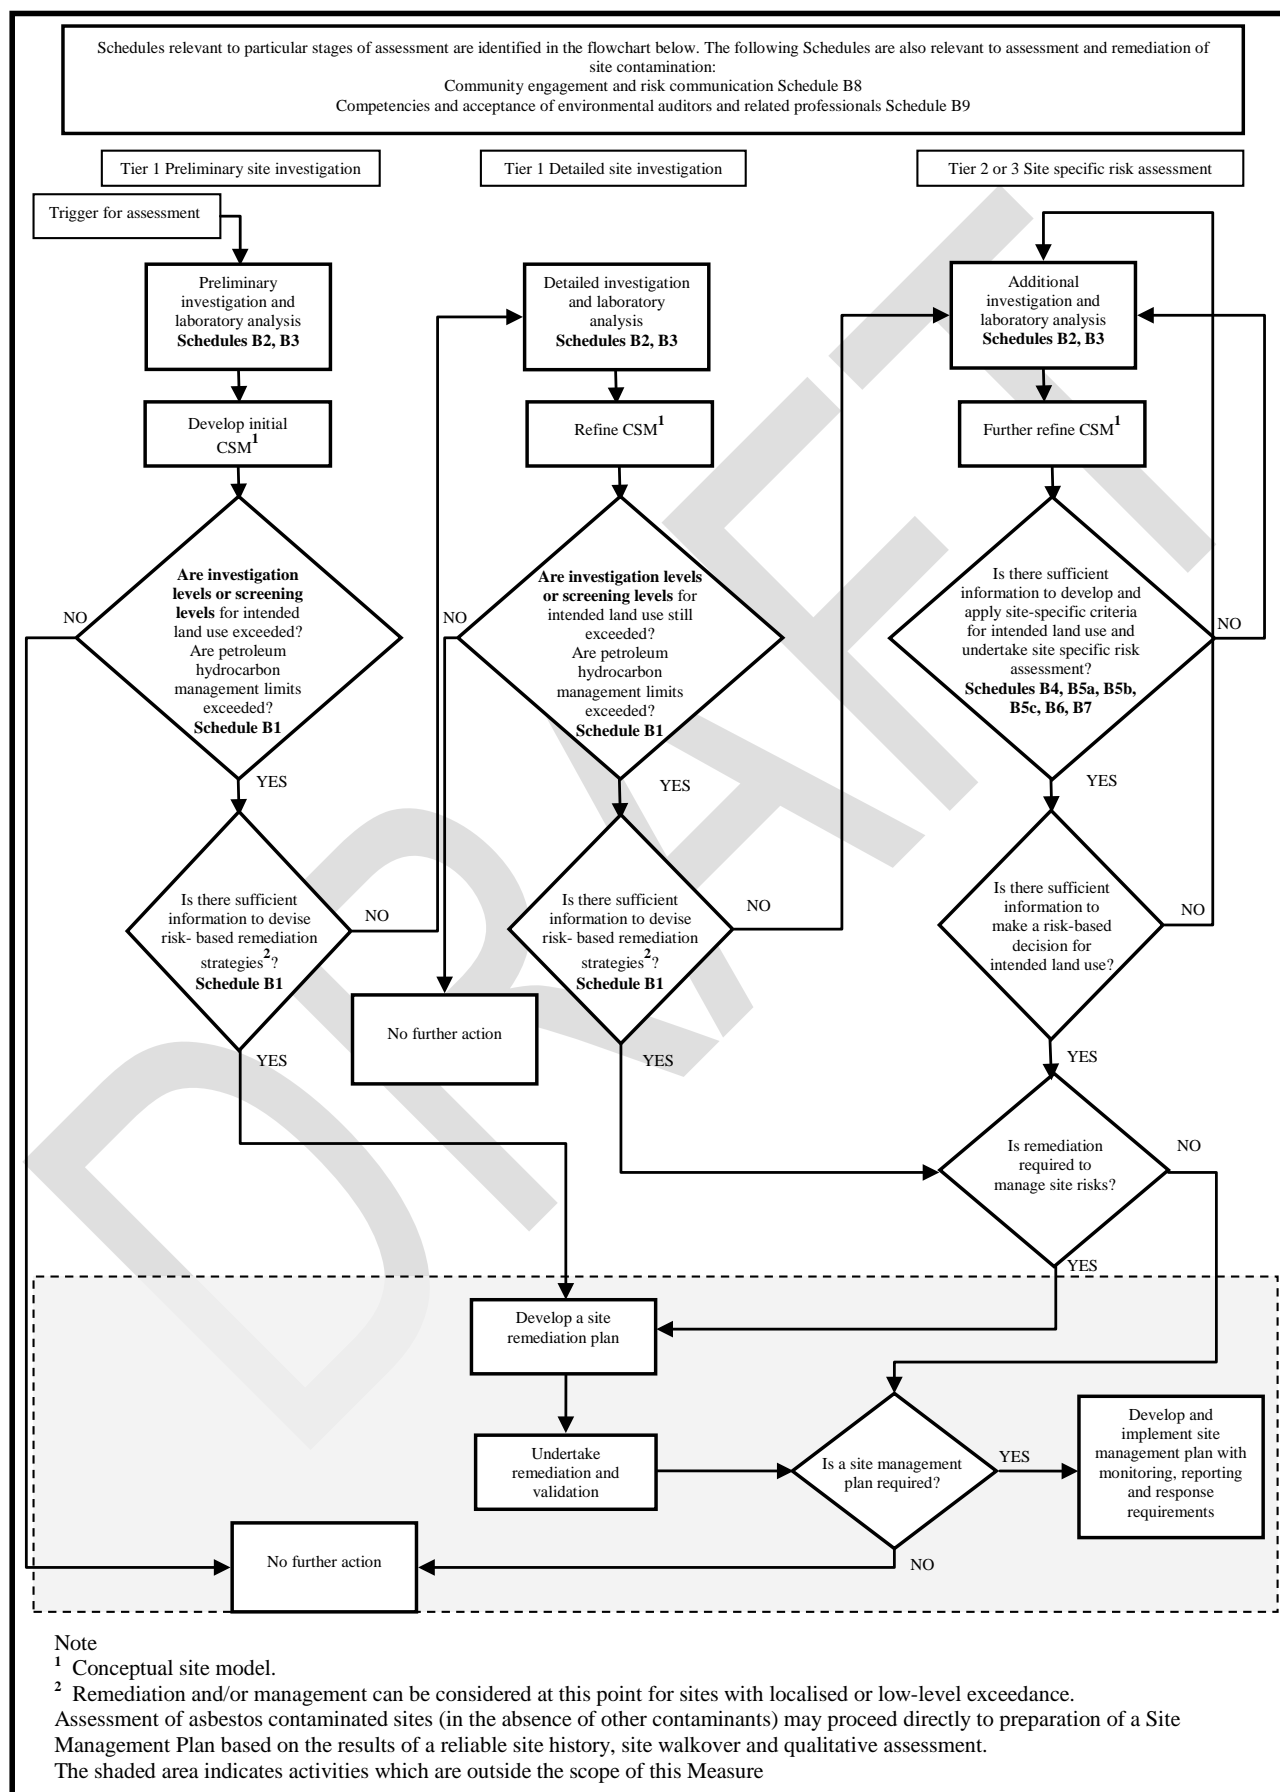 Schedules relevant to particular stages of assessment are identified in the flowchart below. The following Schedules are also relevant to assessment and remediation of
site contamination:
Community engagement and risk communication Schedule B8
Competencies and acceptance of environmental auditors and related professionals Schedule B9
Tier 1 Preliminary site investigation
Tier 1 Detailed site investigation
Tier 2 or 3 Site specific risk assessment
Trigger for assessment
Preliminary
investigation and
laboratory analysis
Schedules B2, B3
Detailed investigation
and laboratory
analysis
Schedules B2, B3
Additional
investigation and
laboratory analysis
Schedules B2, B3
Develop initial
CSM1
Refine CSM1
Further refine CSM1
Are investigation
levels or screening
levels for intended
land use exceeded?
Are petroleum
hydrocarbon
management limits
exceeded?
Schedule B1
NO
YES
Are investigation levels
or screening levels for
intended land use still
exceeded?
Are petroleum
hydrocarbon
management limits
exceeded?
Schedule B1
NO
YES
Is there sufficient
information to develop and
apply site-specific criteria
for intended land use and
undertake site specific risk
assessment?
Schedules B4, B5a, B5b,
B5c, B6, B7
NO
YES
Is there sufficient
information to devise
risk- based remediation
strategies2?
Schedule B1
NO
YES
Is there sufficient
information to devise
risk- based remediation
strategies2?
Schedule B1
NO
YES
Is there sufficient
information to
make a risk-based
decision for
intended land use?
NO
YES
No further action
Is remediation
required to
manage site risks?
NO
YES
Develop a site
remediation plan
Undertake
remediation and
validation
Is a site management
plan required?
YES
NO
Develop and
implement site
management plan with
monitoring, reporting
and response
requirements
No further action
Note
1 Conceptual site model.
2 Remediation and/or management can be considered at this point for sites with localised or low-level exceedance.
Assessment of asbestos contaminated sites (in the absence of other contaminants) may proceed directly to preparation of a Site
Management Plan based on the results of a reliable site history, site walkover and qualitative assessment.
The shaded area indicates activities which are outside the scope of this Measure
DRAFT